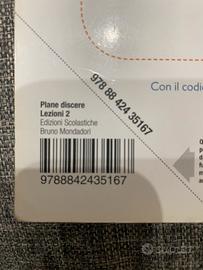 Con il codic
978 88 424 35167
Plane discere
Lezioni 2
Edizioni Scolastiche
Bruno Mondadori
9788842435167